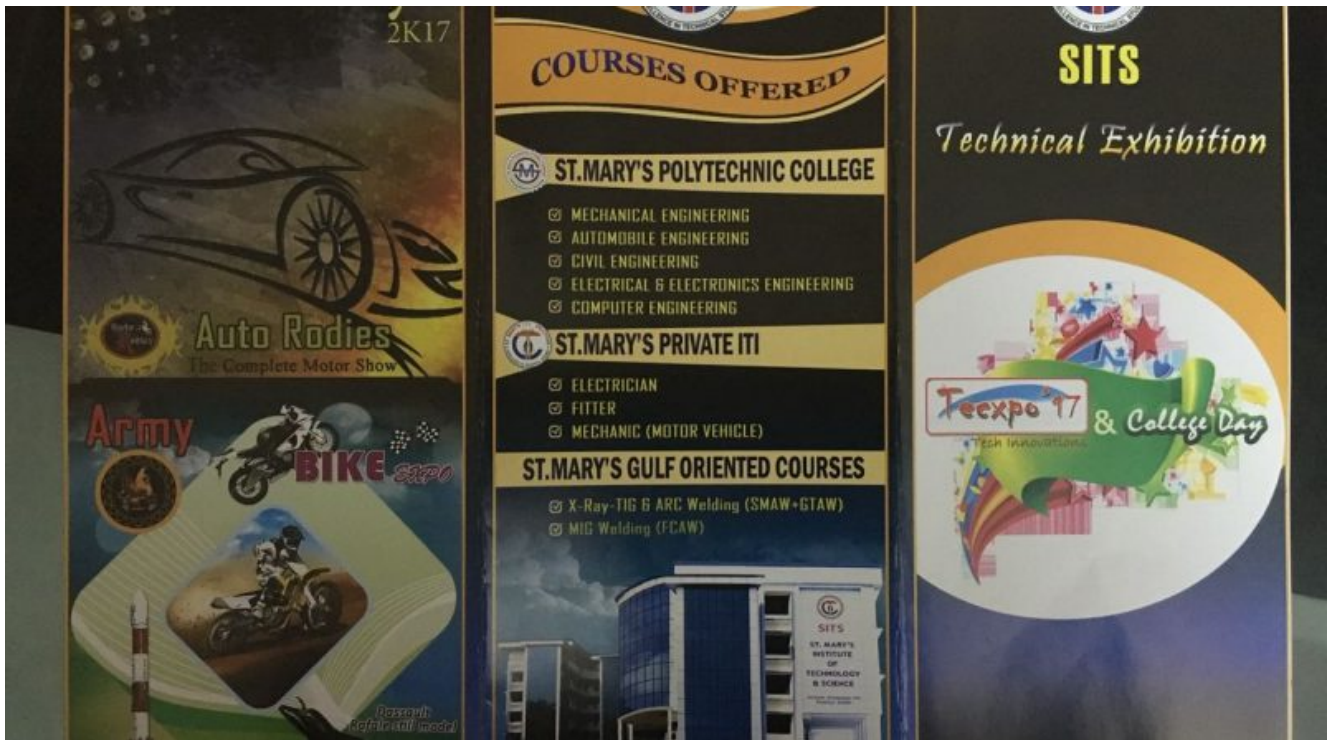 2K17
Auto Rodies
The Complete Motor Show
Army
BIKE EXPO
Dassault
Rafale still model
COURSES OFFERED
ST.MARY'S POLYTECHNIC COLLEGE
MECHANICAL ENGINEERING
AUTOMOBILE ENGINEERING
CIVIL ENGINEERING
ELECTRICAL & ELECTRONICS ENGINEERING
COMPUTER ENGINEERING
ST.MARY'S PRIVATE ITI
ELECTRICIAN
FITTER
MECHANIC (MOTOR VEHICLE)
ST.MARY'S GULF ORIENTED COURSES
X-Ray-TIG & ARC Welding (SMAW+GTAW)
MIG Welding (FCAW)
SITS
ST. MARY'S
INSTITUTE
OF
TECHNOLOGY
& SCIENCE
SITS
Technical Exhibition
Tecxpo'17
Tech Innovations
& College Day